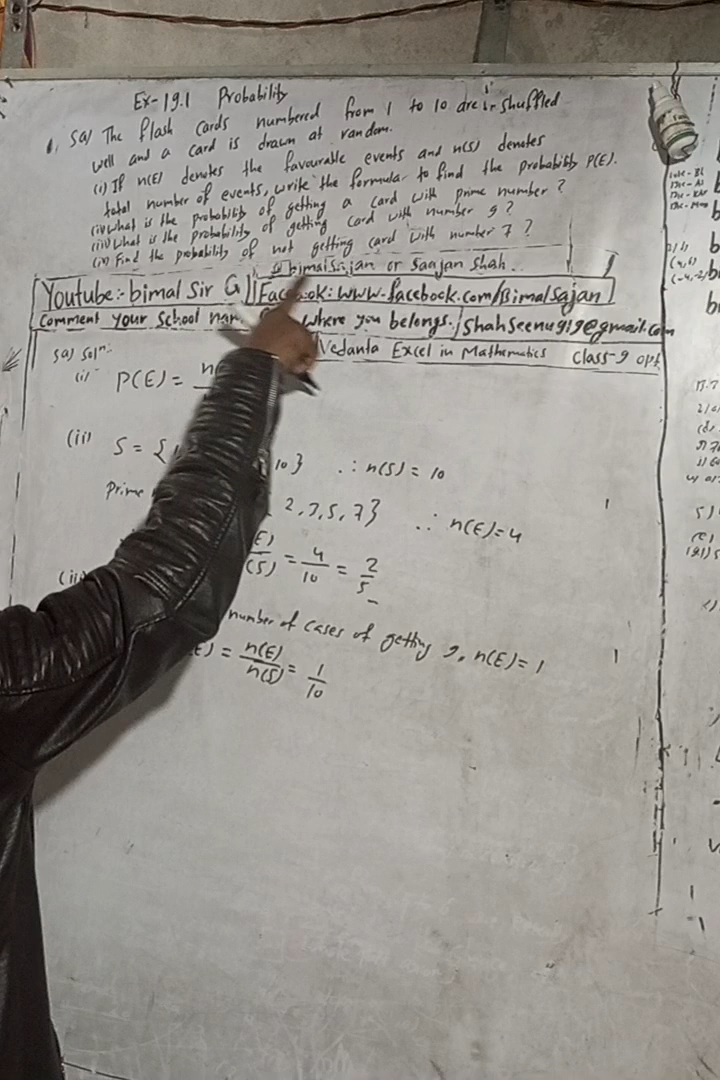 Ex-19.1 Probability
5a) The flash cards numbered from 1 to 10 are shuffled
well and a card is drawn at random.
(i) If n(E) denotes the favourable events and n(S) denotes
total number of events, write the formula to find the probability P(E).
(ii) What is the probability of getting a card with prime number?
(iii) What is the probability of getting card with number 9?
(iv) Find the probability of not getting card with number 7?
bimalsajan or Saajan Shah.
Youtube:- bimal Sir G || Facebook: www.facebook.com/BimalSajan
Comment your School where you belongs. / Shahseenu919@gmail.com
Vedanta Excel in Mathematics Class-9 opt
5a) Solⁿ:
(i) P(E) =
(ii) S = { 10} ∴ n(S) = 10
Prime 2, 3, 5, 7} ∴ n(E)=4
= 4/10 = 2/5
(iii)
number of cases of getting 9, n(E)=1
= n(E)/n(S) = 1/10